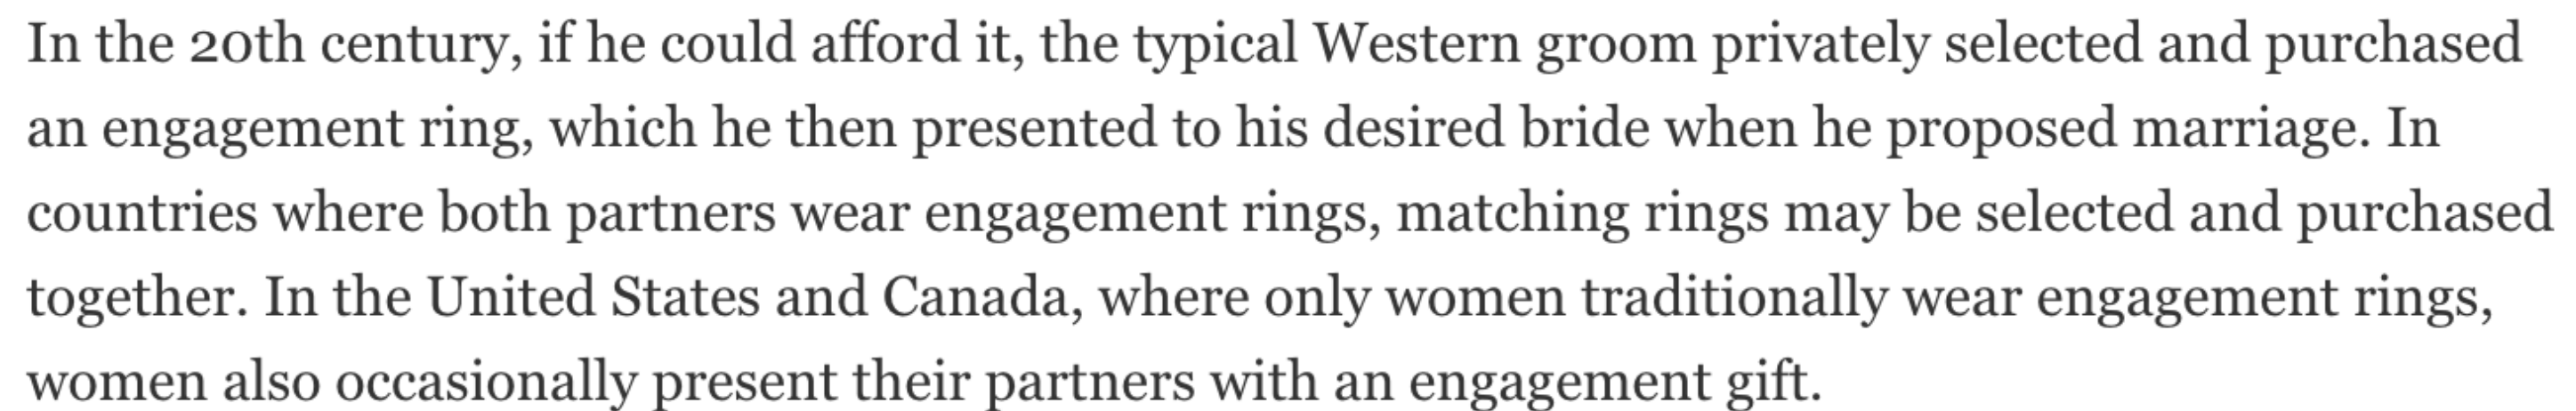 In the 20th century, if he could afford it, the typical Western groom privately selected and purchased
an engagement ring, which he then presented to his desired bride when he proposed marriage. In
countries where both partners wear engagement rings, matching rings may be selected and purchased
together. In the United States and Canada, where only women traditionally wear engagement rings,
women also occasionally present their partners with an engagement gift.